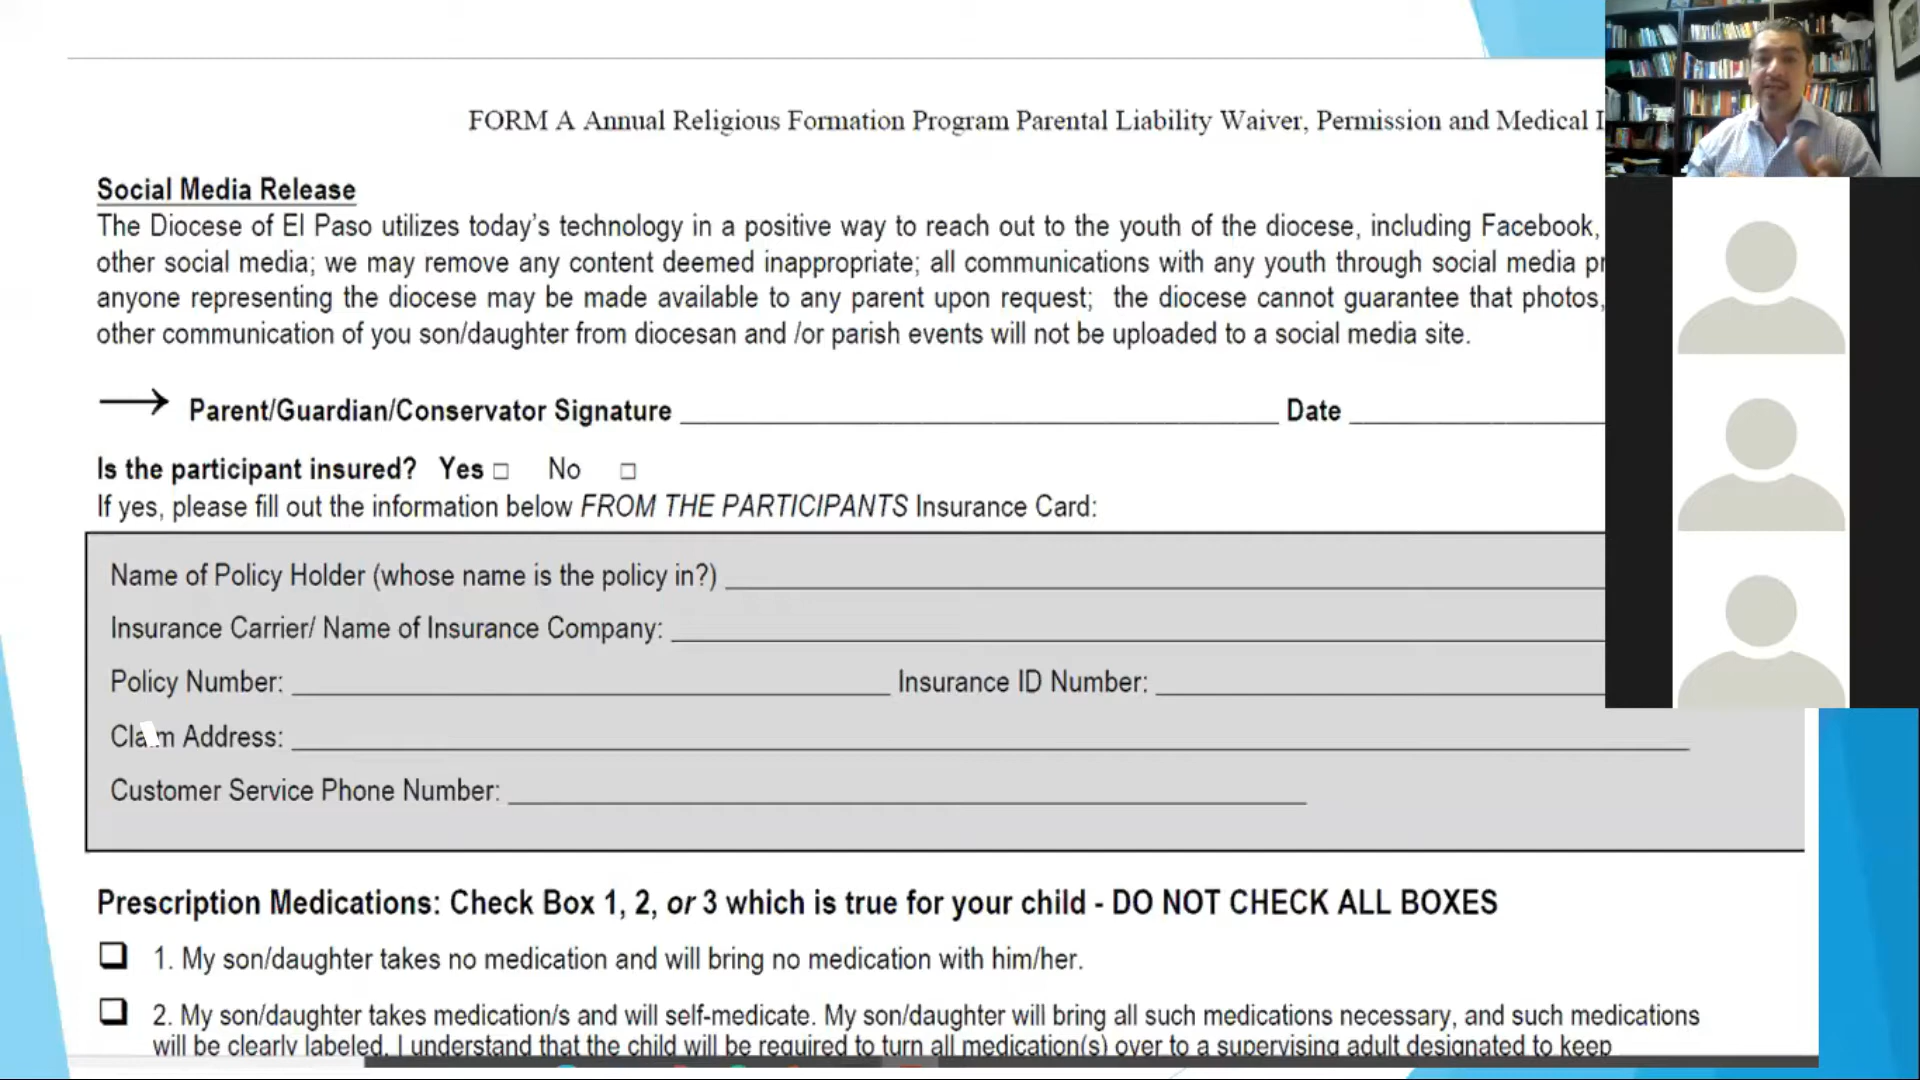 FORM A Annual Religious Formation Program Parental Liability Waiver, Permission and Medical
Social Media Release
The Diocese of El Paso utilizes today's technology in a positive way to reach out to the youth of the diocese, including Facebook,
other social media; we may remove any content deemed inappropriate; all communications with any youth through social media
anyone representing the diocese may be made available to any parent upon request; the diocese cannot guarantee that photos,
other communication of you son/daughter from diocesan and /or parish events will not be uploaded to a social media site.
→ Parent/Guardian/Conservator Signature ____ Date ____
Is the participant insured? Yes □ No □
If yes, please fill out the information below FROM THE PARTICIPANTS Insurance Card:
Name of Policy Holder (whose name is the policy in?) ____
Insurance Carrier/ Name of Insurance Company: ____
Policy Number: ____ Insurance ID Number: ____
Claim Address: ____
Customer Service Phone Number: ____
Prescription Medications: Check Box 1, 2, or 3 which is true for your child - DO NOT CHECK ALL BOXES
❑ 1. My son/daughter takes no medication and will bring no medication with him/her.
❑ 2. My son/daughter takes medication/s and will self-medicate. My son/daughter will bring all such medications necessary, and such medications
will be clearly labeled. I understand that the child will be required to turn all medication(s) over to a supervising adult designated to keep